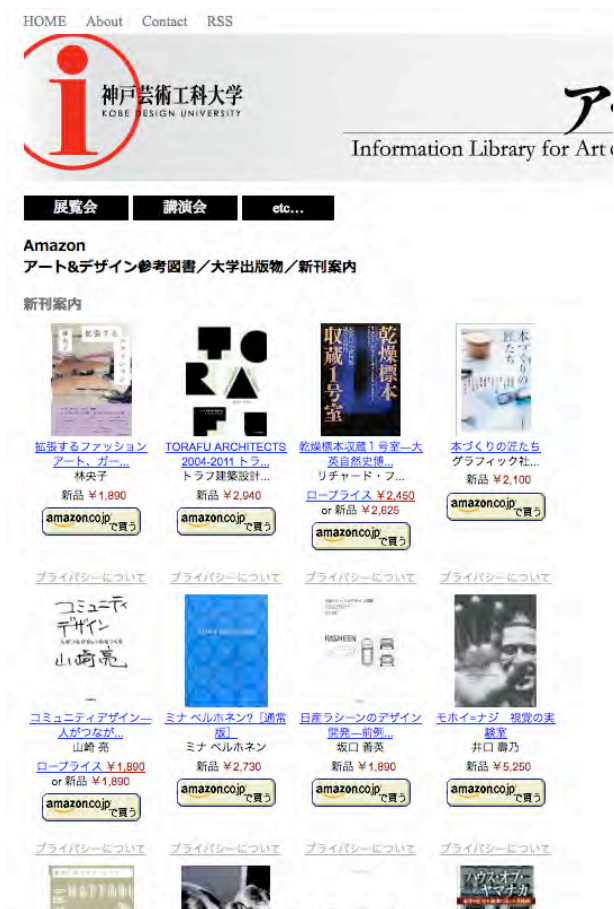 HOME About Contact RSS
神戸芸術工科大学
KOBE DESIGN UNIVERSITY
Information Library for Art
展覧会 講演会 etc...
Amazon
アート&デザイン参考図書／大学出版物／新刊案内
新刊案内
拡張する
ファッション
林央子
TORAFU
乾燥標本
収蔵1号室
本づくりの
匠たち
拡張するファッション
アート、ガー...
林央子
新品 ￥1,890
amazon.co.jp
で買う
TORAFU ARCHITECTS
2004-2011 トラ...
トラフ建築設計...
新品 ￥2,940
amazon.co.jp
で買う
乾燥標本収蔵１号室―大
英自然史博...
リチャード・フ...
ロープライス ￥2,450
or 新品 ￥2,625
amazon.co.jp
で買う
本づくりの匠たち
グラフィック社...
新品 ￥2,100
amazon.co.jp
で買う
プライバシーについて プライバシーについて プライバシーについて プライバシーについて
コミュニティ
デザイン
山崎亮
RASHEEN
コミュニティデザイン―
人がつなが...
山崎 亮
ロープライス ￥1,890
or 新品 ￥1,890
amazon.co.jp
で買う
ミナ ペルホネン?［通常
版］
ミナ ペルホネン
新品 ￥2,730
amazon.co.jp
で買う
日産ラシーンのデザイン
開発―前例...
坂口 善英
新品 ￥1,890
amazon.co.jp
で買う
モホイ=ナジ 視覚の実
験室
井口 壽乃
新品 ￥5,250
amazon.co.jp
で買う
プライバシーについて プライバシーについて プライバシーについて プライバシーについて
ハウス・オブ・
ヤマナカ